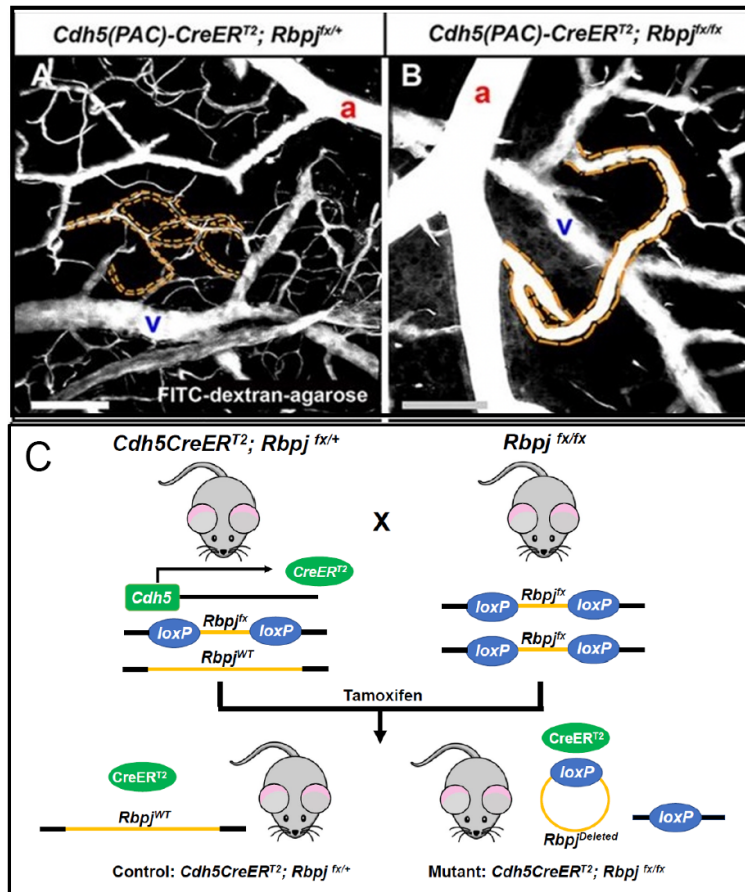 Cdh5(PAC)-CreERT2; Rbpjfx/+
Cdh5(PAC)-CreERT2; Rbpjfx/fx
A
a
v
FITC-dextran-agarose
B
a
v
C
Cdh5CreERT2; Rbpj fx/+
Rbpj fx/fx
X
CreERT2
Cdh5
loxP Rbpjfx loxP
RbpjWT
loxP Rbpjfx loxP
loxP Rbpjfx loxP
Tamoxifen
CreERT2
RbpjWT
Control: Cdh5CreERT2; Rbpj fx/+
CreERT2
loxP
RbpjDeleted
loxP
Mutant: Cdh5CreERT2; Rbpj fx/fx